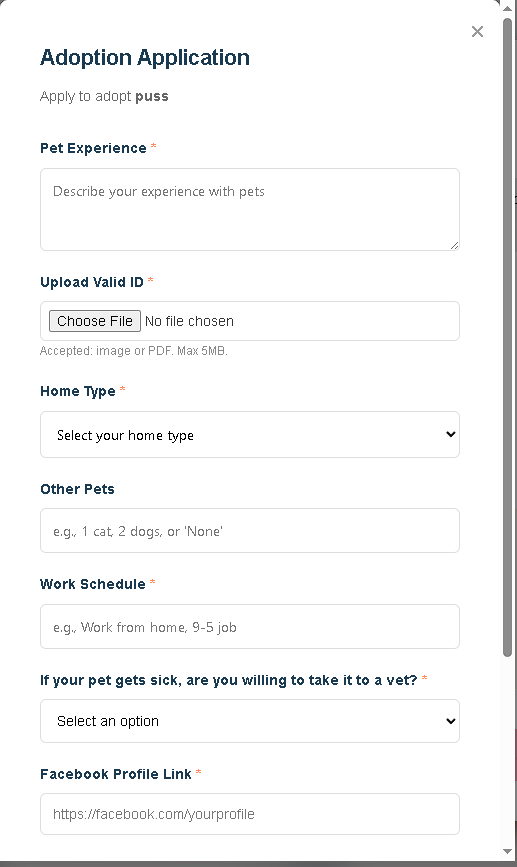 ×
Adoption Application
Apply to adopt puss
Pet Experience *
Describe your experience with pets
Upload Valid ID *
Choose File No file chosen
Accepted: image or PDF. Max 5MB.
Home Type *
Select your home type
Other Pets
e.g., 1 cat, 2 dogs, or 'None'
Work Schedule *
e.g., Work from home, 9-5 job
If your pet gets sick, are you willing to take it to a vet? *
Select an option
Facebook Profile Link *
https://facebook.com/yourprofile